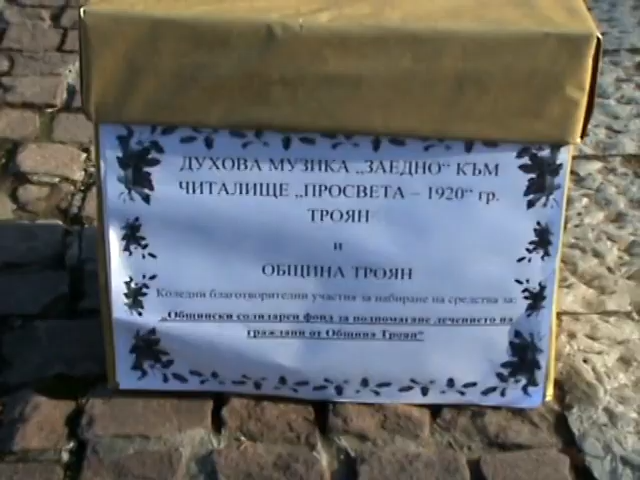 ДУХОВА МУЗИКА „ЗАЕДНО“ КЪМ
ЧИТАЛИЩЕ „ПРОСВЕТА – 1920“ гр.
ТРОЯН
и
ОБЩИНА ТРОЯН
Коледни благотворителни участия за набиране на средства за:
„Общински солидарен фонд за подпомагане лечението на
граждани от Община Троян“